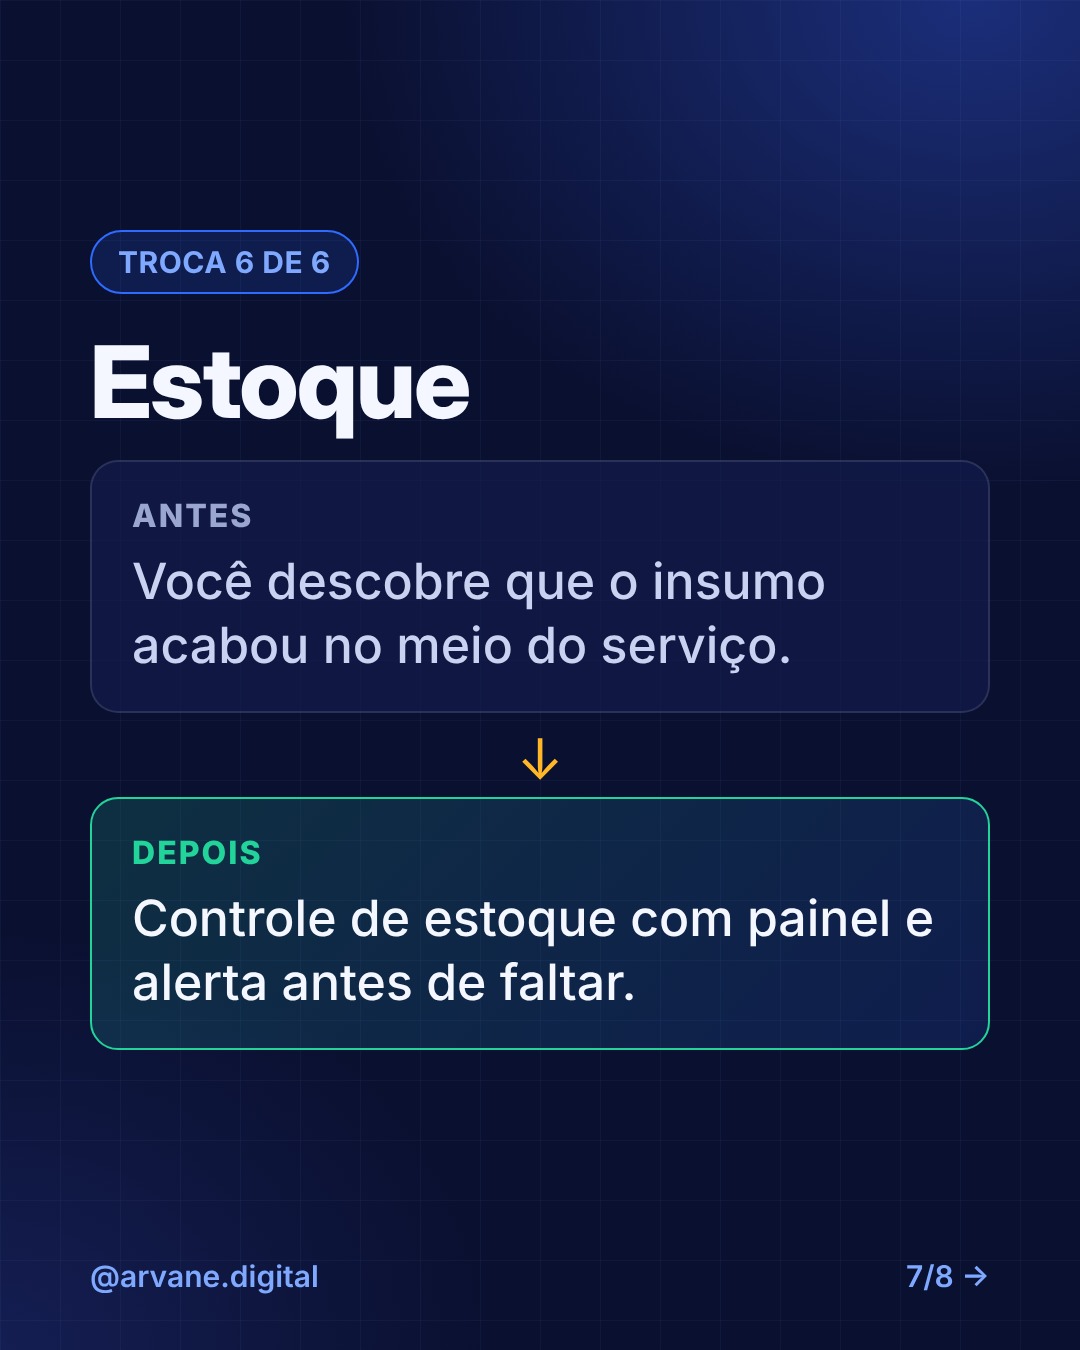 TROCA 6 DE 6
Estoque
ANTES
Você descobre que o insumo
acabou no meio do serviço.
↓
DEPOIS
Controle de estoque com painel e
alerta antes de faltar.
@arvane.digital
7/8 →